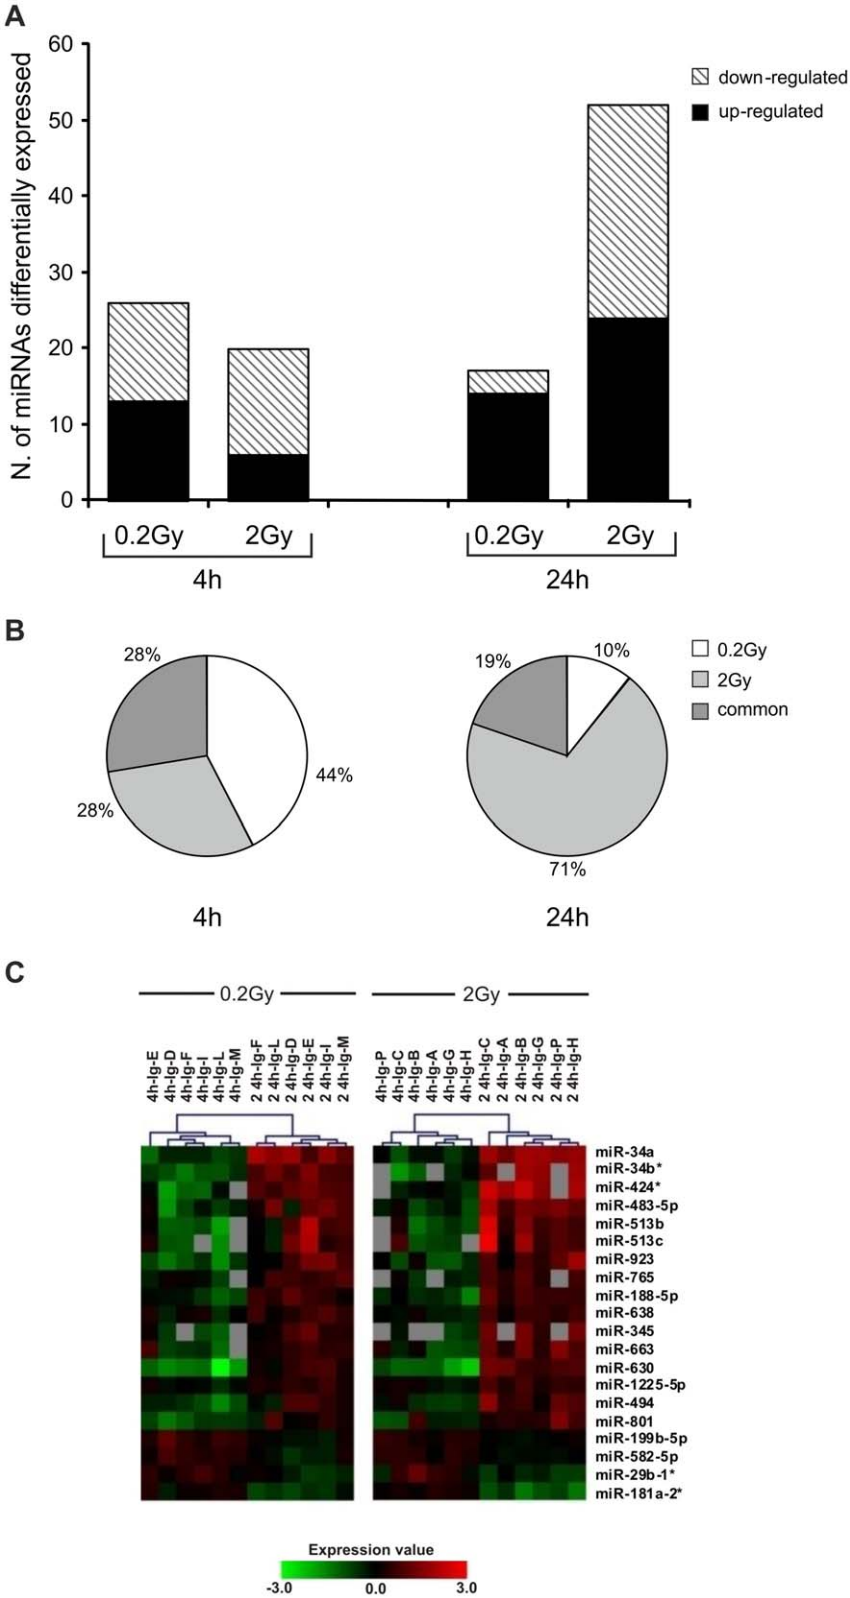 A
N. of miRNAs differentially expressed
60
50
40
30
20
10
0
down-regulated
up-regulated
0.2Gy 2Gy 0.2Gy 2Gy
4h 24h
B
28%
44%
28%
19%
10%
71%
0.2Gy
2Gy
common
4h 24h
C
0.2Gy 2Gy
4h-Ig-E
4h-Ig-D
4h-Ig-F
4h-Ig-I
4h-Ig-L
4h-Ig-M
2 4h-Ig-F
2 4h-Ig-L
2 4h-Ig-D
2 4h-Ig-E
2 4h-Ig-I
2 4h-Ig-M
4h-Ig-P
4h-Ig-C
4h-Ig-B
4h-Ig-A
4h-Ig-G
4h-Ig-H
2 4h-Ig-C
2 4h-Ig-A
2 4h-Ig-B
2 4h-Ig-G
2 4h-Ig-P
2 4h-Ig-H
miR-34a
miR-34b*
miR-424*
miR-483-5p
miR-513b
miR-513c
miR-923
miR-765
miR-188-5p
miR-638
miR-345
miR-663
miR-630
miR-1225-5p
miR-494
miR-801
miR-199b-5p
miR-582-5p
miR-29b-1*
miR-181a-2*
Expression value
-3.0 0.0 3.0